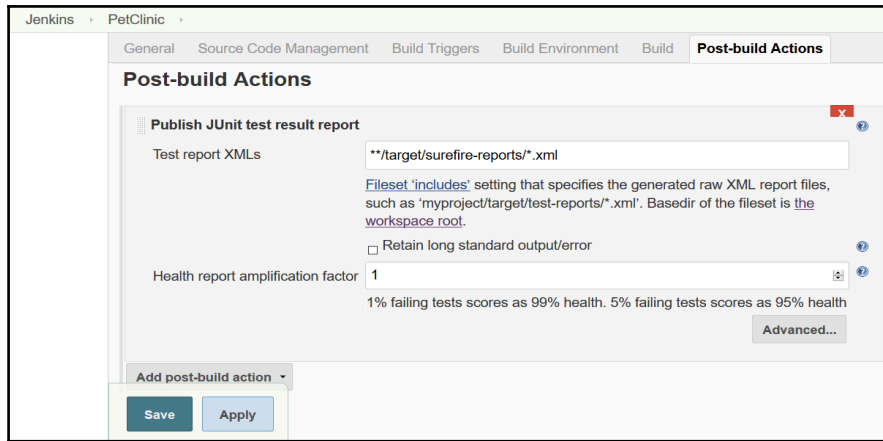 Jenkins › PetClinic ›
General Source Code Management Build Triggers Build Environment Build Post-build Actions
Post-build Actions
X
Publish JUnit test result report
Test report XMLs **/target/surefire-reports/*.xml
Fileset ‘includes’ setting that specifies the generated raw XML report files,
such as ‘myproject/target/test-reports/*.xml’. Basedir of the fileset is the
workspace root.
Retain long standard output/error
Health report amplification factor 1
1% failing tests scores as 99% health. 5% failing tests scores as 95% health
Advanced...
Add post-build action
Save Apply